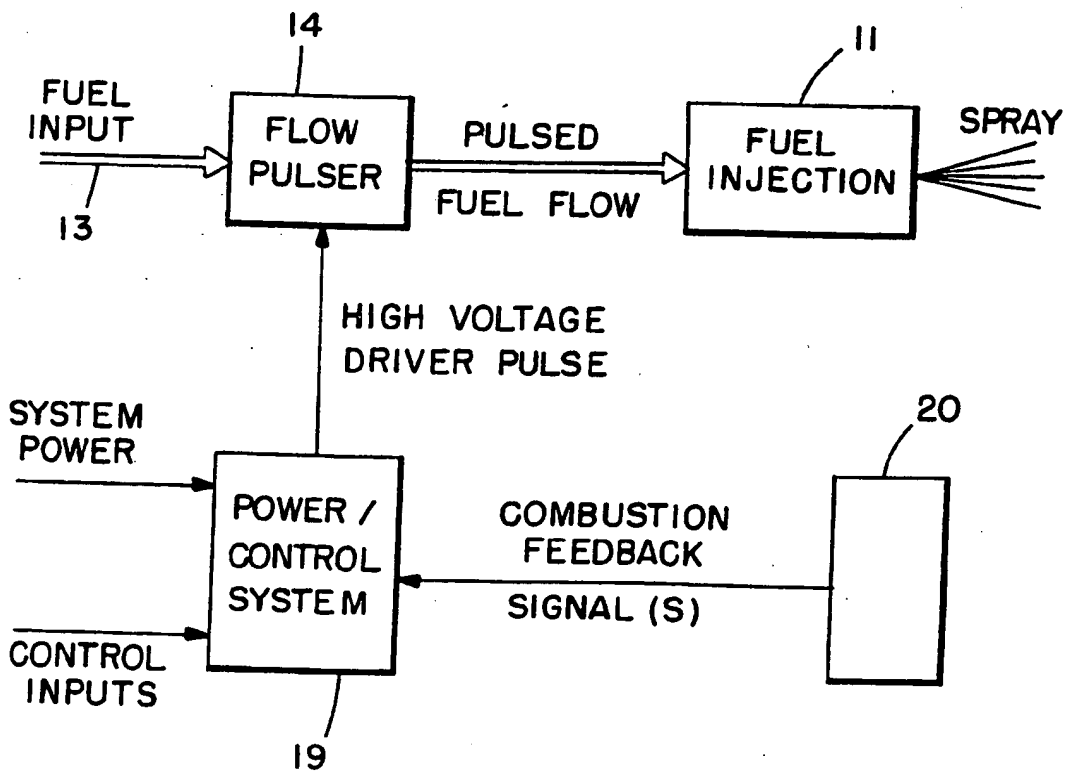 14
11
FUEL
INPUT
FLOW
PULSER
PULSED
FUEL FLOW
FUEL
INJECTION
SPRAY
13
HIGH VOLTAGE
DRIVER PULSE
SYSTEM
POWER
20
POWER /
CONTROL
SYSTEM
COMBUSTION
FEEDBACK
SIGNAL (S)
CONTROL
INPUTS
19